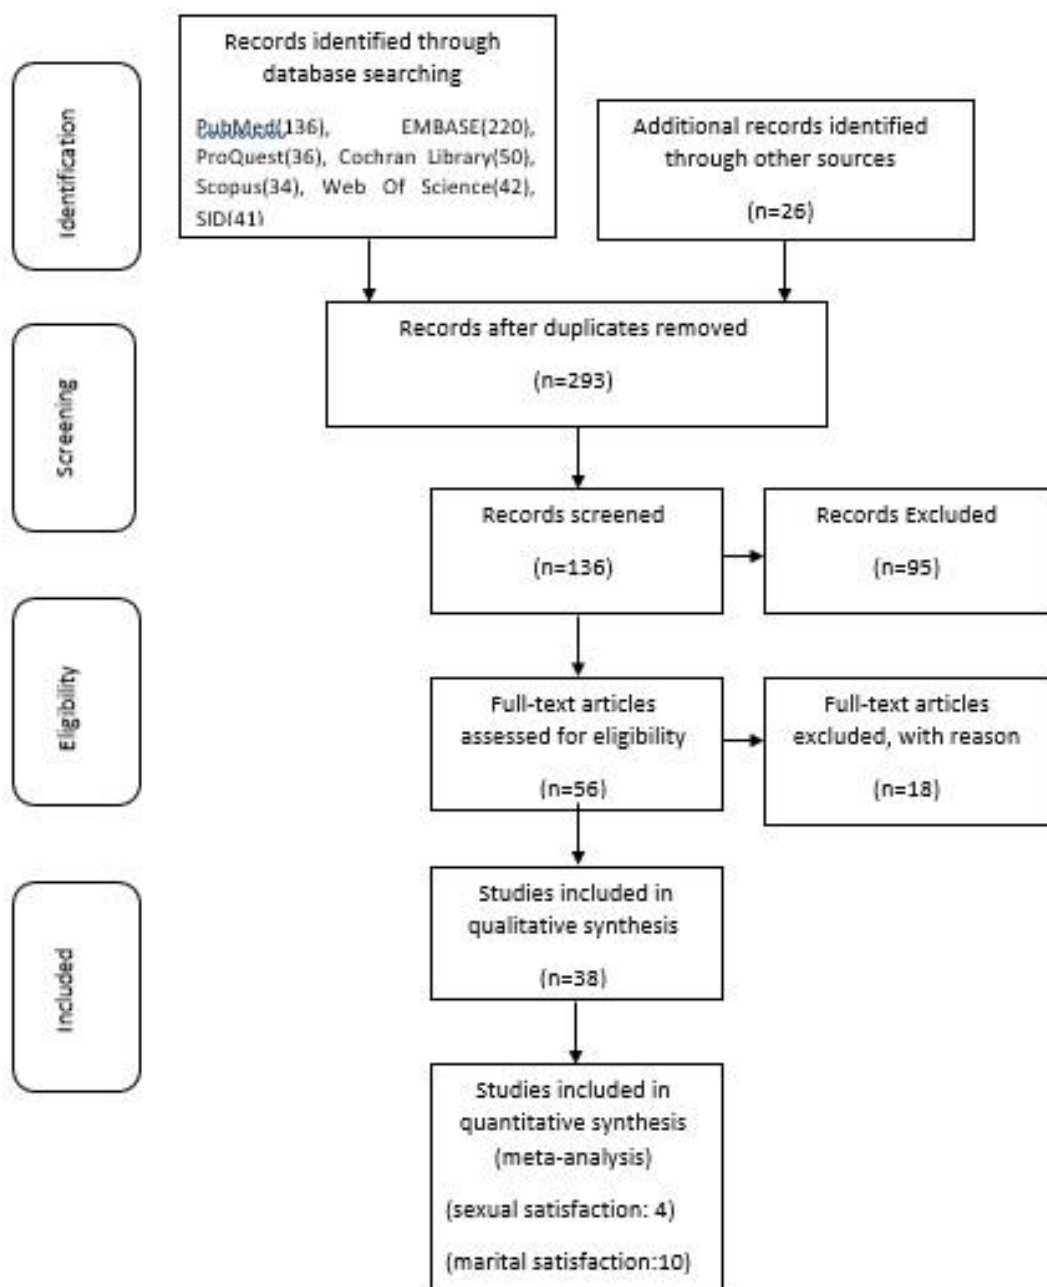 Identification
Records identified through
database searching
PubMed(136), EMBASE(220),
ProQuest(36), Cochran Library(50),
Scopus(34), Web Of Science(42),
SID(41)
Additional records identified
through other sources
(n=26)
Screening
Records after duplicates removed
(n=293)
Records screened
(n=136)
Records Excluded
(n=95)
Eligibility
Full-text articles
assessed for eligibility
(n=56)
Full-text articles
excluded, with reason
(n=18)
Included
Studies included in
qualitative synthesis
(n=38)
Studies included in
quantitative synthesis
(meta-analysis)
(sexual satisfaction: 4)
(marital satisfaction:10)